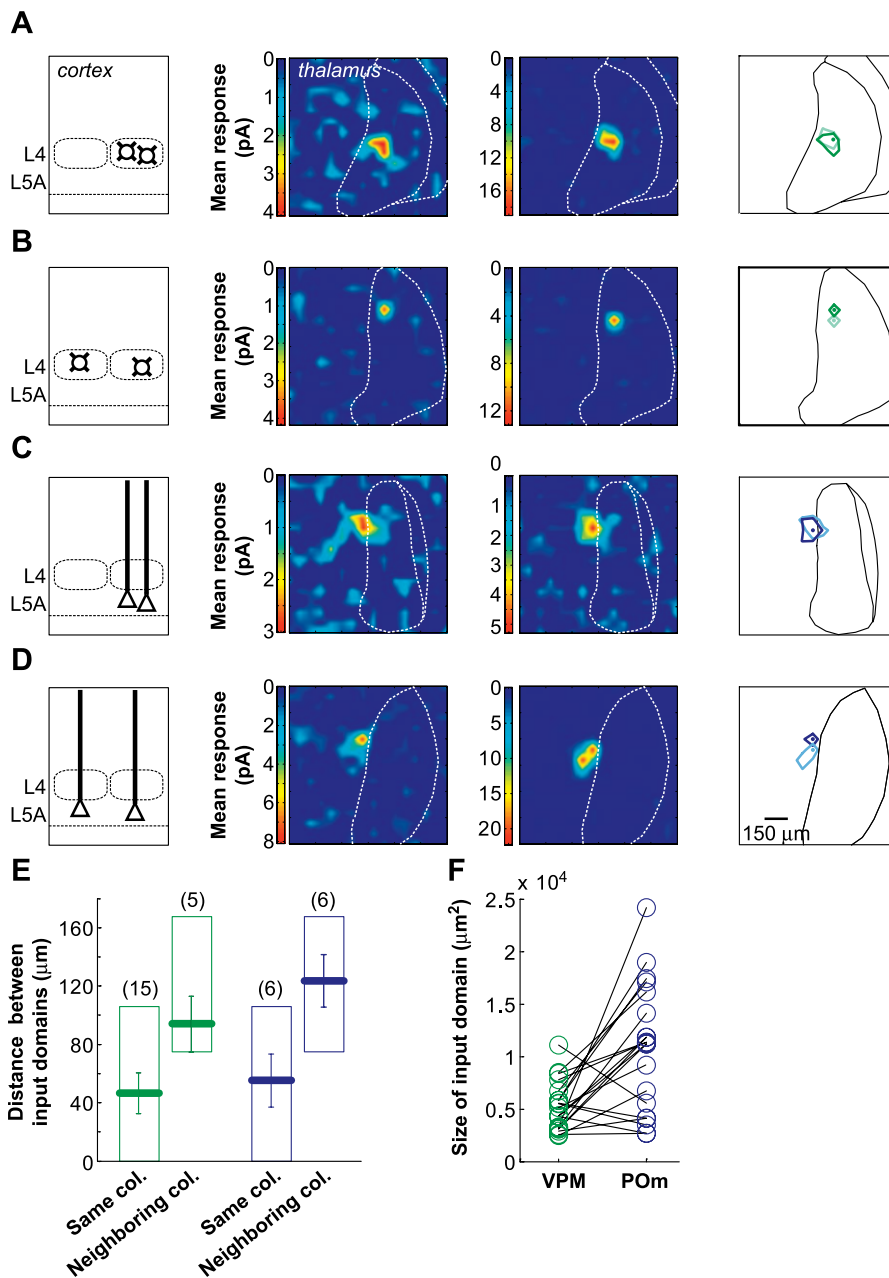 A
cortex
L4
L5A
Mean response
(pA)
0
1
2
3
4
thalamus
0
4
8
12
16
B
L4
L5A
Mean response
(pA)
0
1
2
3
4
0
4
8
12
C
L4
L5A
Mean response
(pA)
0
1
2
3
0
0
1
2
3
4
5
D
L4
L5A
Mean response
(pA)
0
2
4
6
8
0
5
10
15
20
150 µm
E
Distance between
input domains (µm)
160
120
80
40
0
(15)
(5)
(6)
(6)
Same col.
Neighboring col.
Same col.
Neighboring col.
F
x 10⁴
Size of input domain (µm²)
2.5
2
1.5
1
0.5
0
VPM
POm